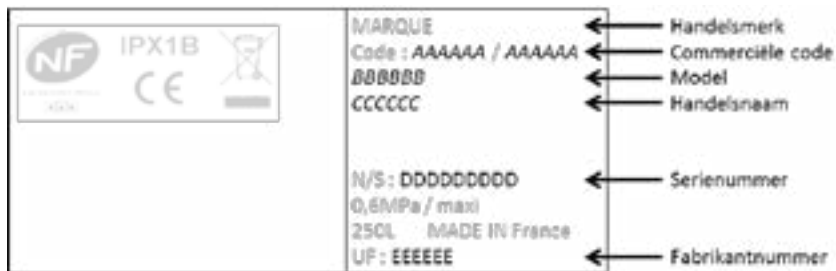 NF
IPX1B
CE
MARQUE
Handelsmerk
Code : AAAAAA / AAAAAA
Commerciële code
BBBBBB
Model
CCCCCC
Handelsnaam
N/S : DDDDDDDDDD
Serienummer
0,6MPa / maxi
250L MADE IN France
UF : EEEEEE
Fabrikantnummer